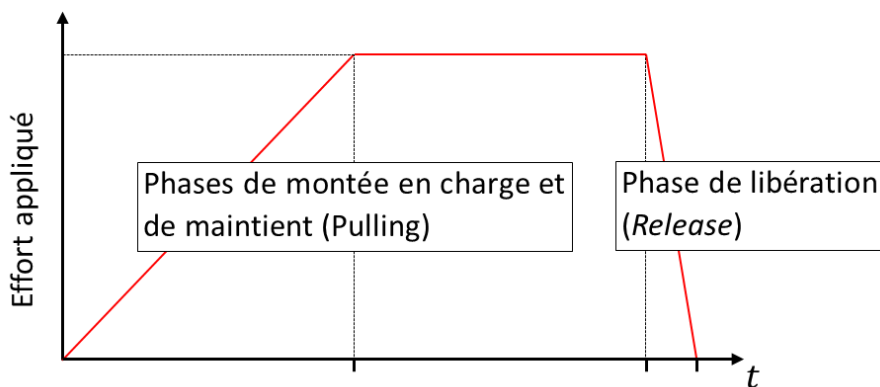 Effort appliqué
Phases de montée en charge et
de maintient (Pulling)
Phase de libération
(Release)
t